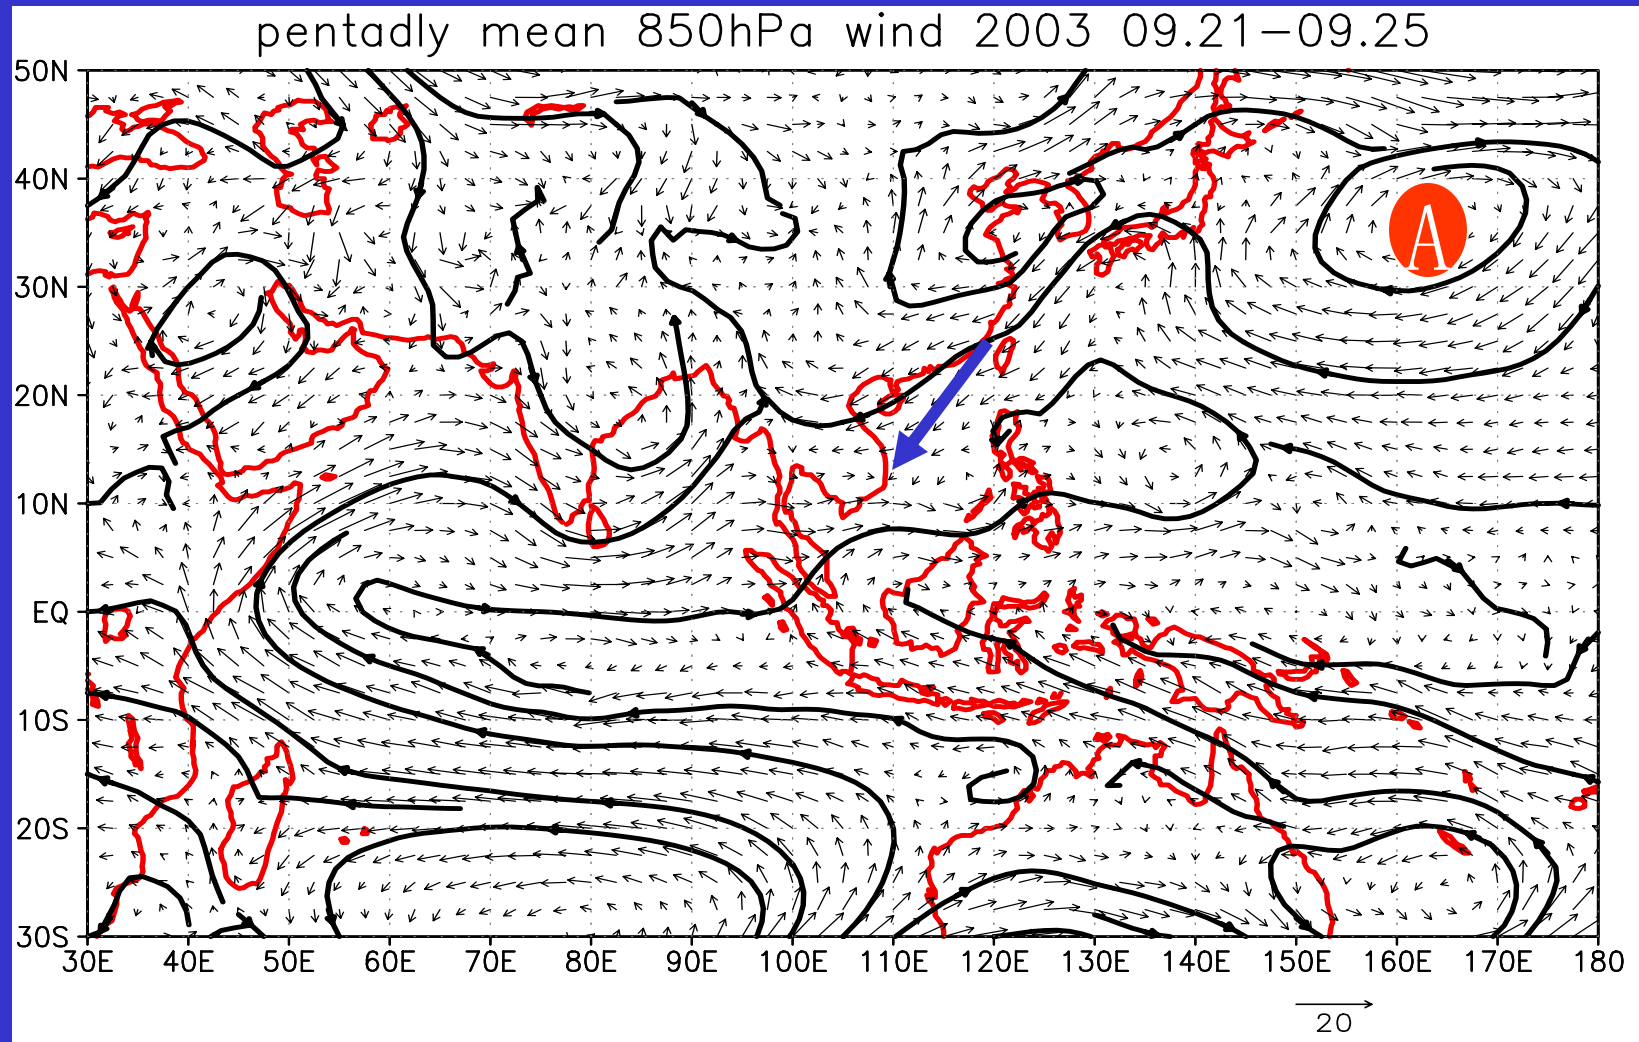 pentadly mean 850hPa wind 2003 09.21−09.25
50N
40N
30N
20N
10N
EQ
10S
20S
30S
A
30E 40E 50E 60E 70E 80E 90E 100E 110E 120E 130E 140E 150E 160E 170E 180
20